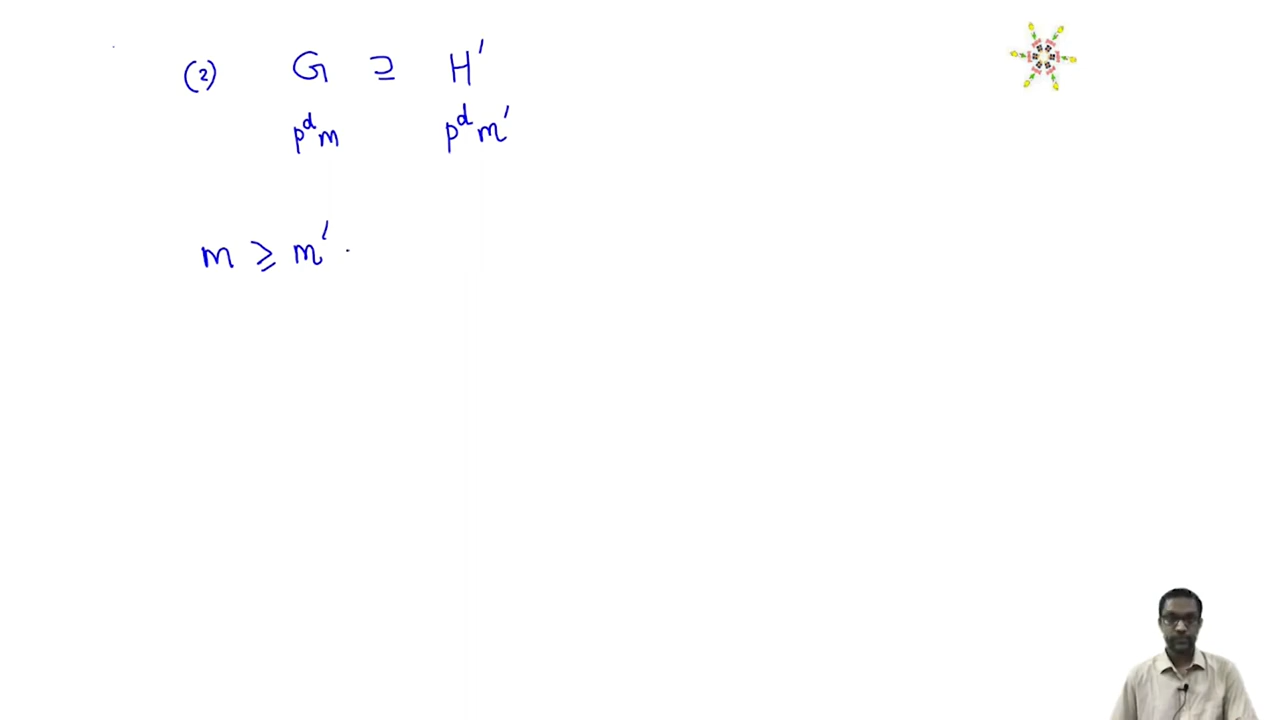 (2) G ⊇ H′
p^d m p^d m′
m ≥ m′